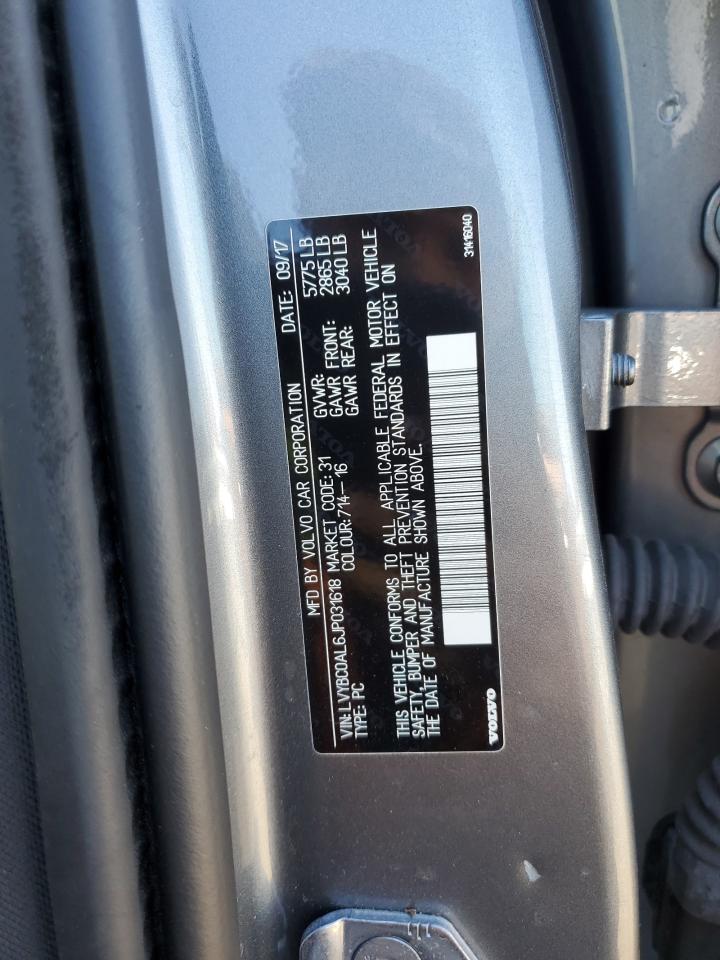 MFD BY VOLVO CAR CORPORATION DATE: 09/17
VIN: LVYBC0AL6JP031618 MARKET CODE: 31 GVWR: 5775 LB
TYPE: PC COLOUR: 714-16 GAWR FRONT: 2865 LB
GAWR REAR: 3040 LB
THIS VEHICLE CONFORMS TO ALL APPLICABLE FEDERAL MOTOR VEHICLE
SAFETY, BUMPER AND THEFT PREVENTION STANDARDS IN EFFECT ON
THE DATE OF MANUFACTURE SHOWN ABOVE.
VOLVO 31416040